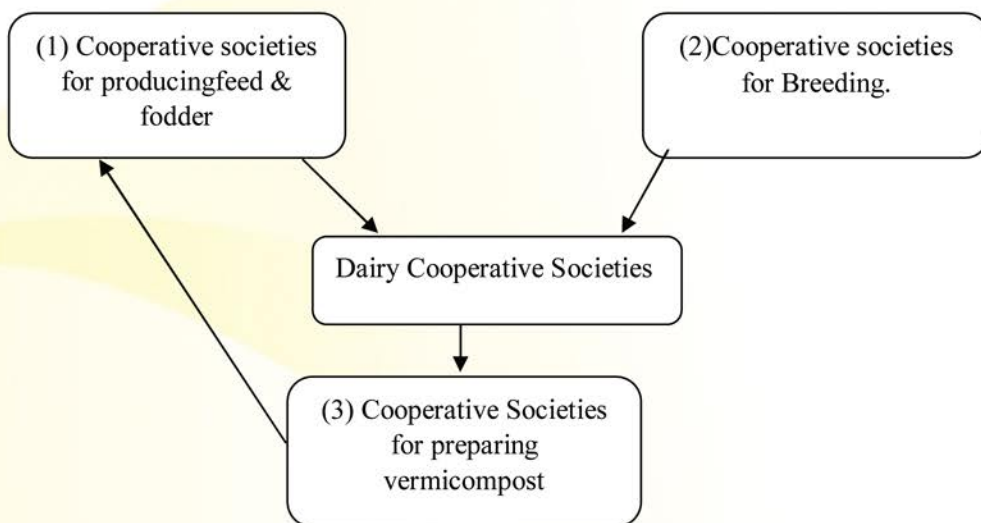 (1) Cooperative societies
for producingfeed &
fodder
(2)Cooperative societies
for Breeding.
Dairy Cooperative Societies
(3) Cooperative Societies
for preparing
vermicompost